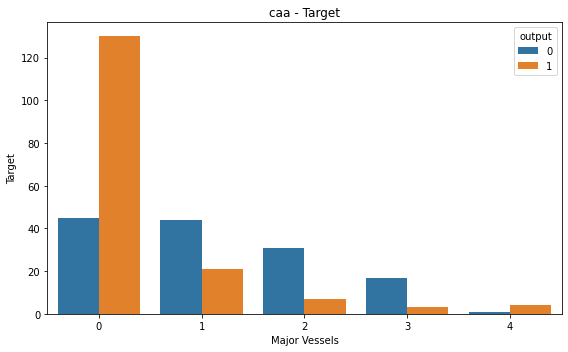 caa - Target
output
0
1
120
100
80
60
40
20
0
Target
0 1 2 3 4
Major Vessels